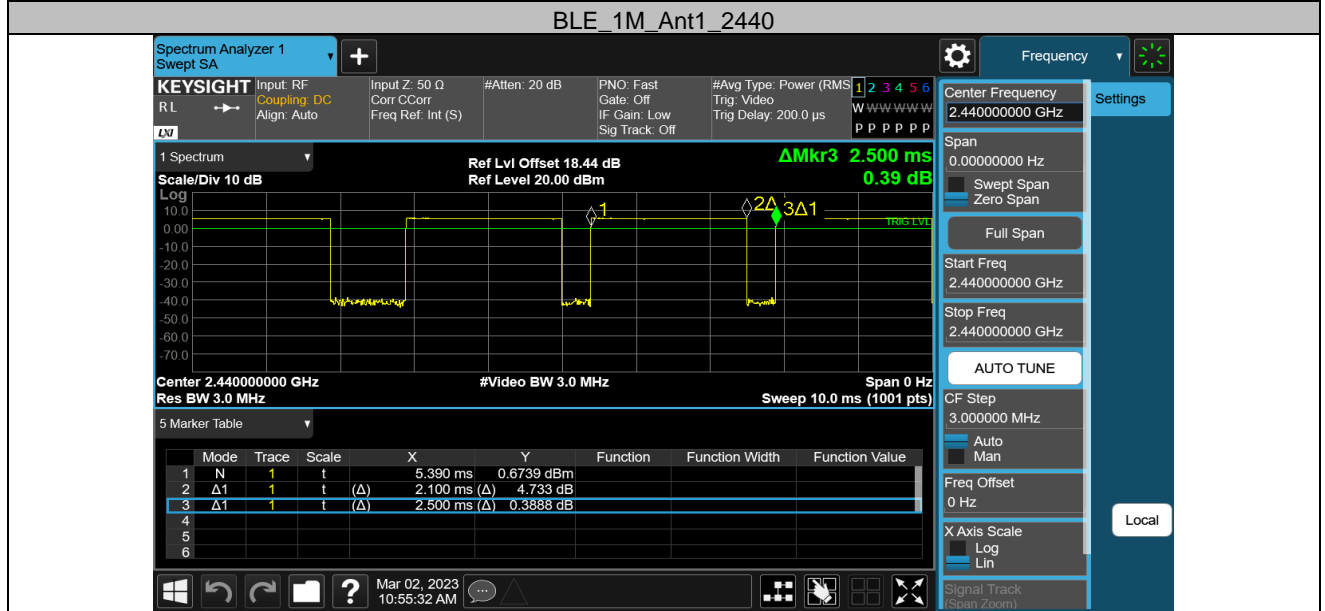 BLE_1M_Ant1_2440
Spectrum Analyzer 1
Swept SA
Frequency
KEYSIGHT
RL
LXI
Input: RF
Coupling: DC
Align: Auto
Input Z: 50 Ω
Corr CCorr
Freq Ref: Int (S)
#Atten: 20 dB
PNO: Fast
Gate: Off
IF Gain: Low
Sig Track: Off
#Avg Type: Power (RMS
Trig: Video
Trig Delay: 200.0 µs
1 2 3 4 5 6
W W W W W W
P P P P P P
1 Spectrum
Scale/Div 10 dB
Ref Lvl Offset 18.44 dB
Ref Level 20.00 dBm
ΔMkr3 2.500 ms
0.39 dB
Log
10.0
0.00
-10.0
-20.0
-30.0
-40.0
-50.0
-60.0
-70.0
1
2Δ
3Δ1
TRIG LVL
Center 2.440000000 GHz
#Video BW 3.0 MHz
Span 0 Hz
Res BW 3.0 MHz
Sweep 10.0 ms (1001 pts)
5 Marker Table
Mode Trace Scale X Y Function Function Width Function Value
1 N 1 t 5.390 ms 0.6739 dBm
2 Δ1 1 t (Δ) 2.100 ms (Δ) 4.733 dB
3 Δ1 1 t (Δ) 2.500 ms (Δ) 0.3888 dB
4
5
6
?
Mar 02, 2023
10:55:32 AM
Center Frequency
2.440000000 GHz
Settings
Span
0.00000000 Hz
Swept Span
Zero Span
Full Span
Start Freq
2.440000000 GHz
Stop Freq
2.440000000 GHz
AUTO TUNE
CF Step
3.000000 MHz
Auto
Man
Freq Offset
0 Hz
X Axis Scale
Log
Lin
Local
Signal Track
(Span Zoom)